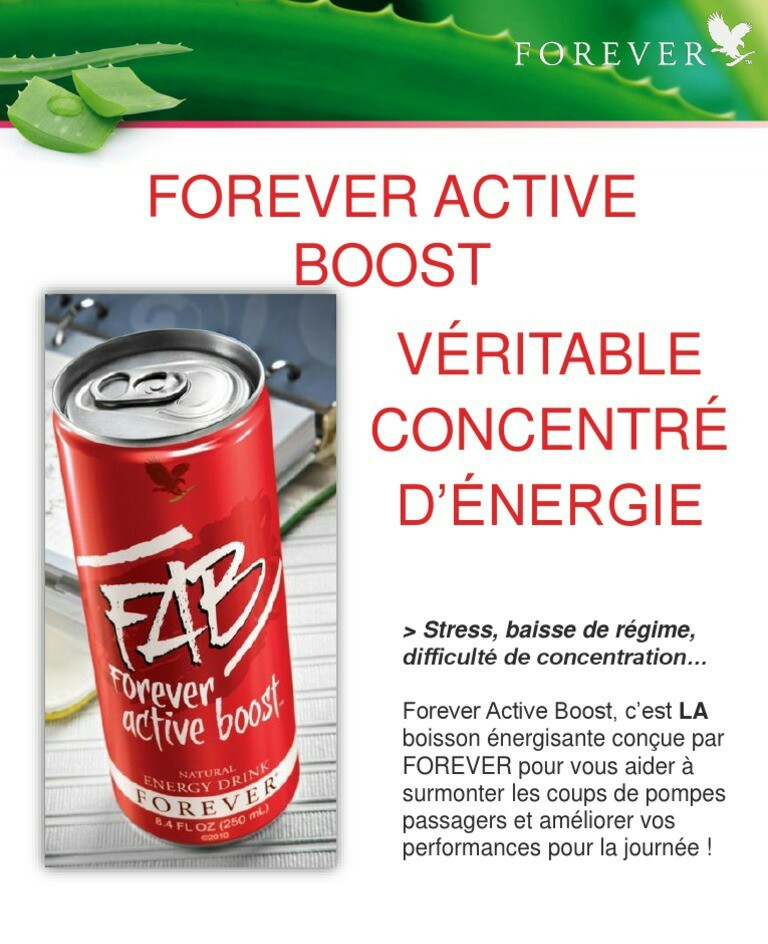 FOREVER
FOREVER ACTIVE
BOOST
VÉRITABLE
CONCENTRÉ
D’ÉNERGIE
FAB
Forever
active boost™
NATURAL
ENERGY DRINK
FOREVER
8.4 FL OZ (250 mL)
©2010
> Stress, baisse de régime,
difficulté de concentration…
Forever Active Boost, c’est LA
boisson énergisante conçue par
FOREVER pour vous aider à
surmonter les coups de pompes
passagers et améliorer vos
performances pour la journée !